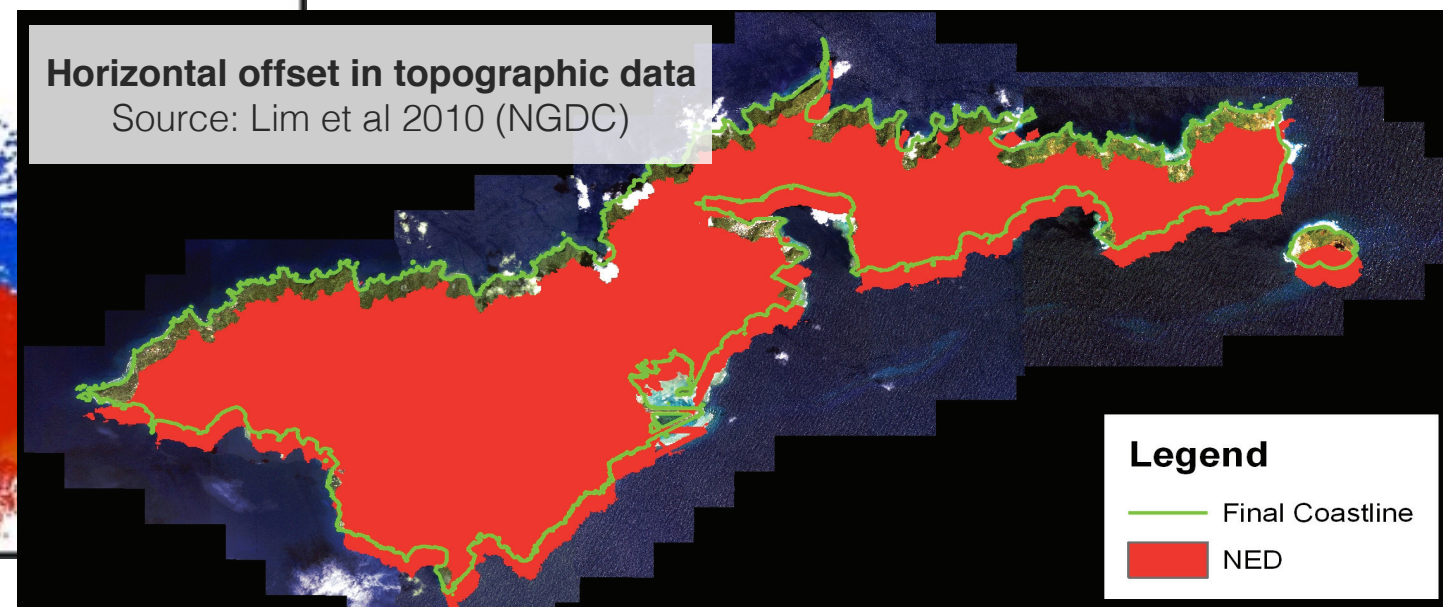 Horizontal offset in topographic data
Source: Lim et al 2010 (NGDC)
Legend
Final Coastline
NED